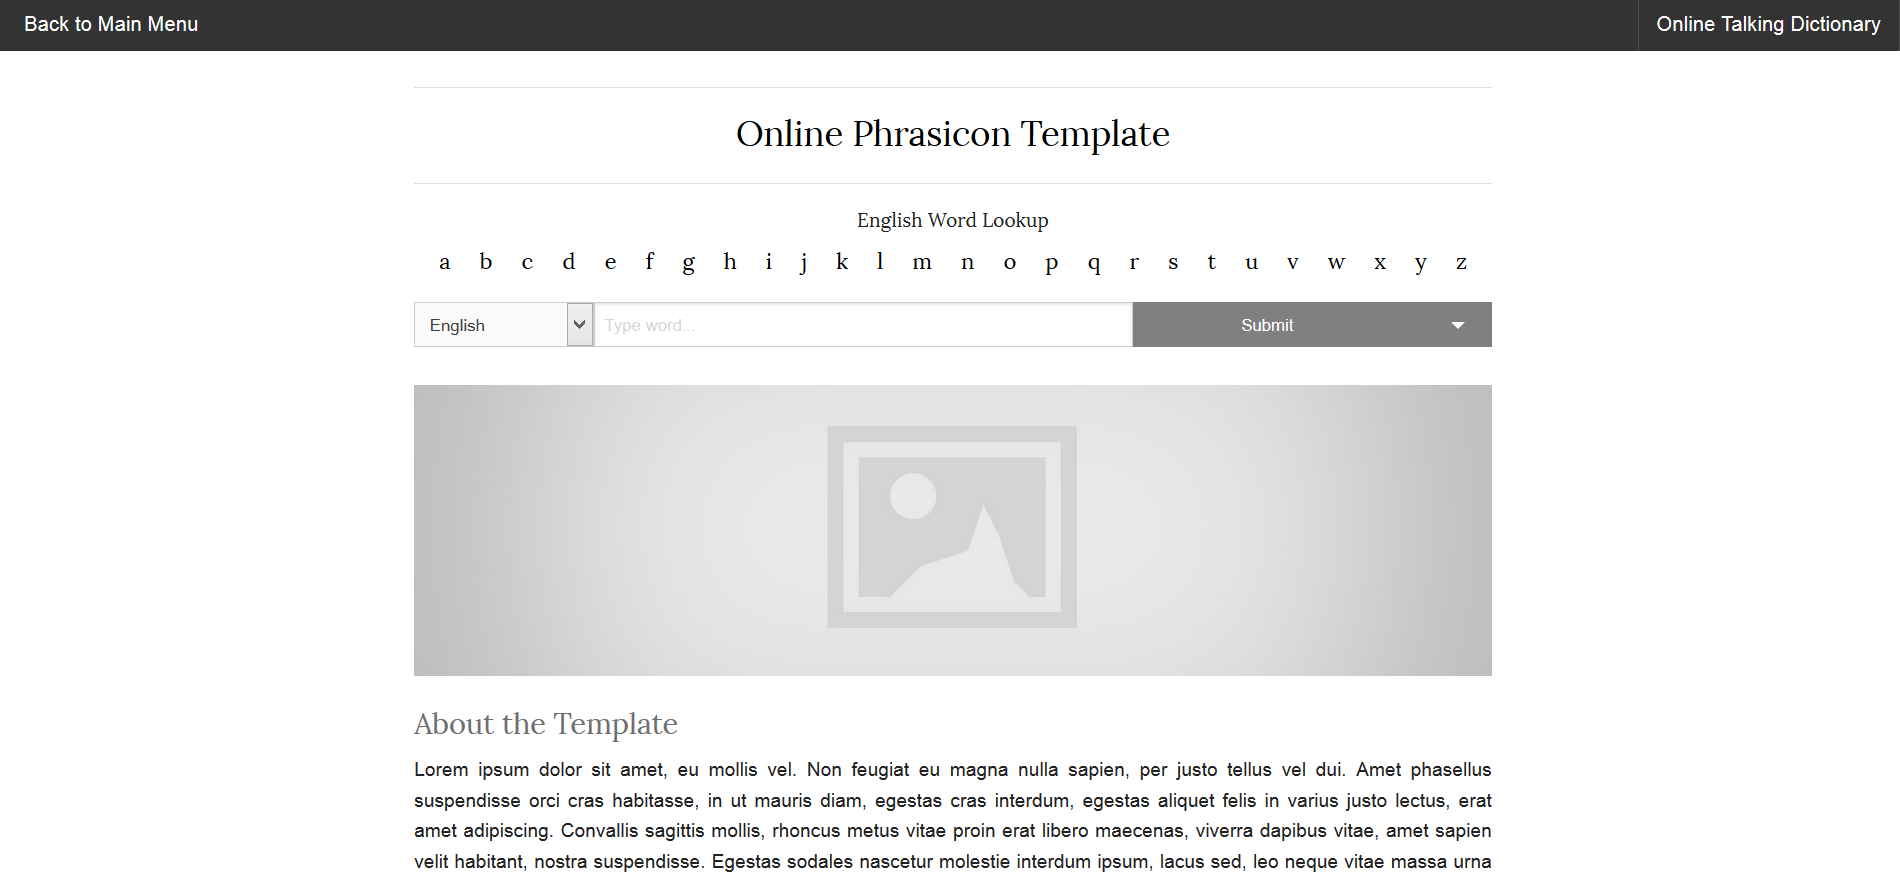 Back to Main Menu
Online Talking Dictionary
Online Phrasicon Template
English Word Lookup
a b c d e f g h i j k l m n o p q r s t u v w x y z
English Type word... Submit
About the Template
Lorem ipsum dolor sit amet, eu mollis vel. Non feugiat eu magna nulla sapien, per justo tellus vel dui. Amet phasellus
suspendisse orci cras habitasse, in ut mauris diam, egestas cras interdum, egestas aliquet felis in varius justo lectus, erat
amet adipiscing. Convallis sagittis mollis, rhoncus metus vitae proin erat libero maecenas, viverra dapibus vitae, amet sapien
velit habitant, nostra suspendisse. Egestas sodales nascetur molestie interdum ipsum, lacus sed, leo neque vitae massa urna